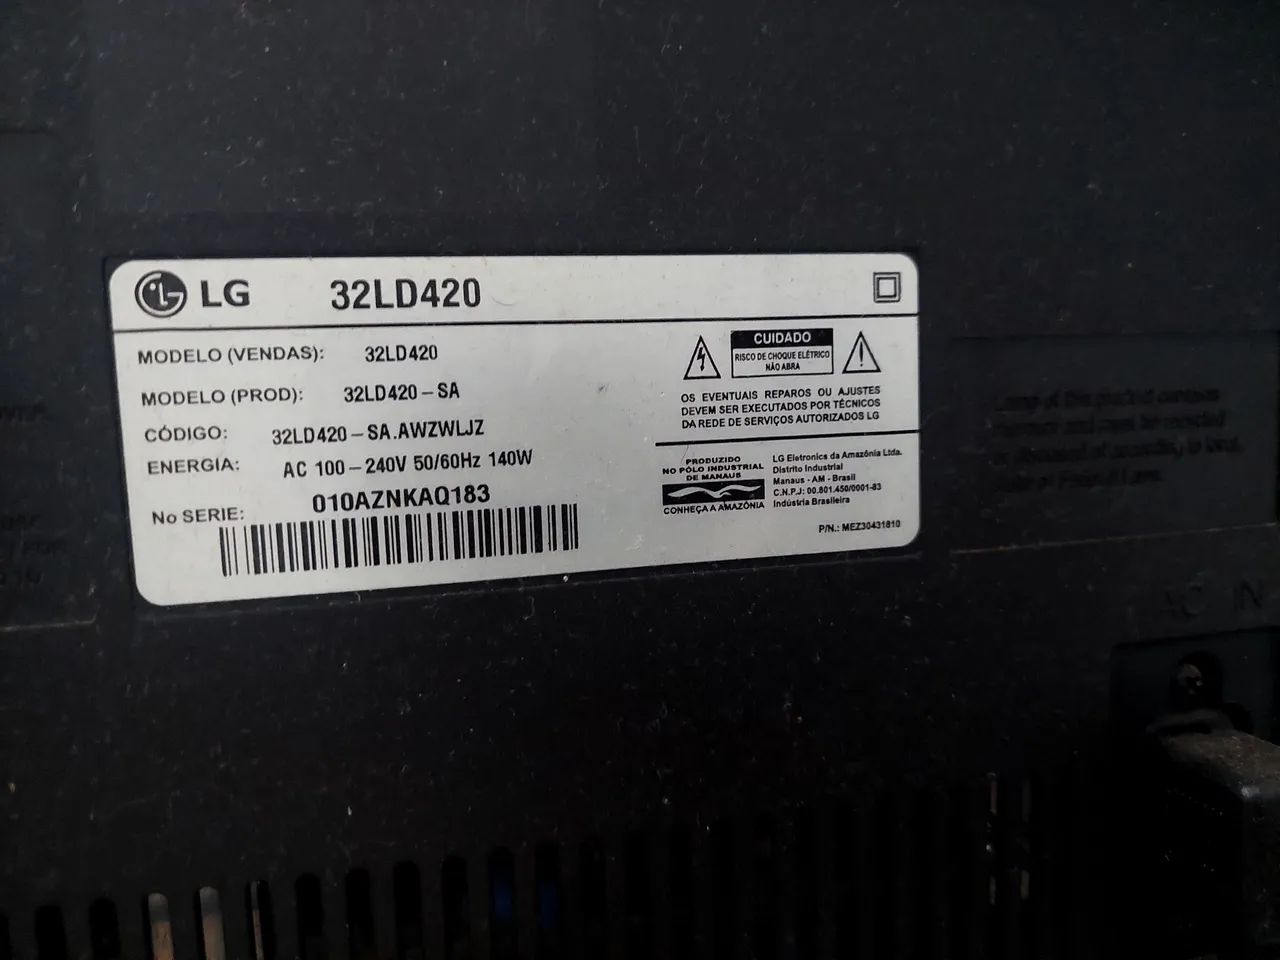 LG 32LD420
MODELO (VENDAS): 32LD420
MODELO (PROD): 32LD420-SA
CÓDIGO: 32LD420-SA.AWZWLJZ
ENERGIA: AC 100-240V 50/60Hz 140W
No SERIE: 010AZNKAQ183
CUIDADO
RISCO DE CHOQUE ELÉTRICO
NÃO ABRA
OS EVENTUAIS REPAROS OU AJUSTES
DEVEM SER EXECUTADOS POR TÉCNICOS
DA REDE DE SERVIÇOS AUTORIZADOS LG
PRODUZIDO
NO PÓLO INDUSTRIAL
DE MANAUS
CONHEÇA A AMAZÔNIA
LG Eletronics da Amazônia Ltda.
Distrito Industrial
Manaus - AM - Brasil
C.N.P.J: 00.801.450/0001-83
Indústria Brasileira
P/N.: MEZ30431810
AC IN